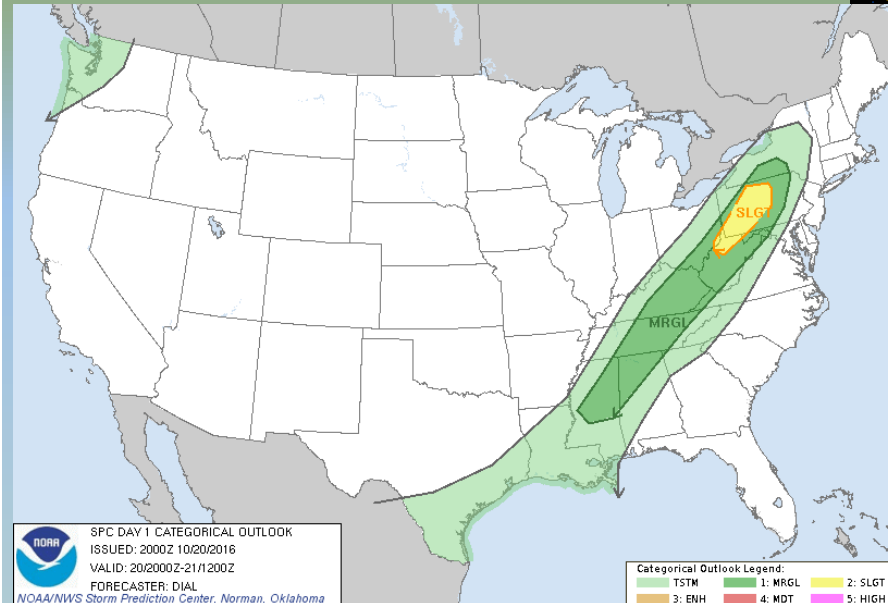 SLGT
MRGL
NOAA
SPC DAY 1 CATEGORICAL OUTLOOK
ISSUED: 2000Z 10/20/2016
VALID: 20/2000Z-21/1200Z
FORECASTER: DIAL
NOAA/NWS Storm Prediction Center, Norman, Oklahoma
Categorical Outlook Legend:
TSTM 1: MRGL 2: SLGT
3: ENH 4: MDT 5: HIGH